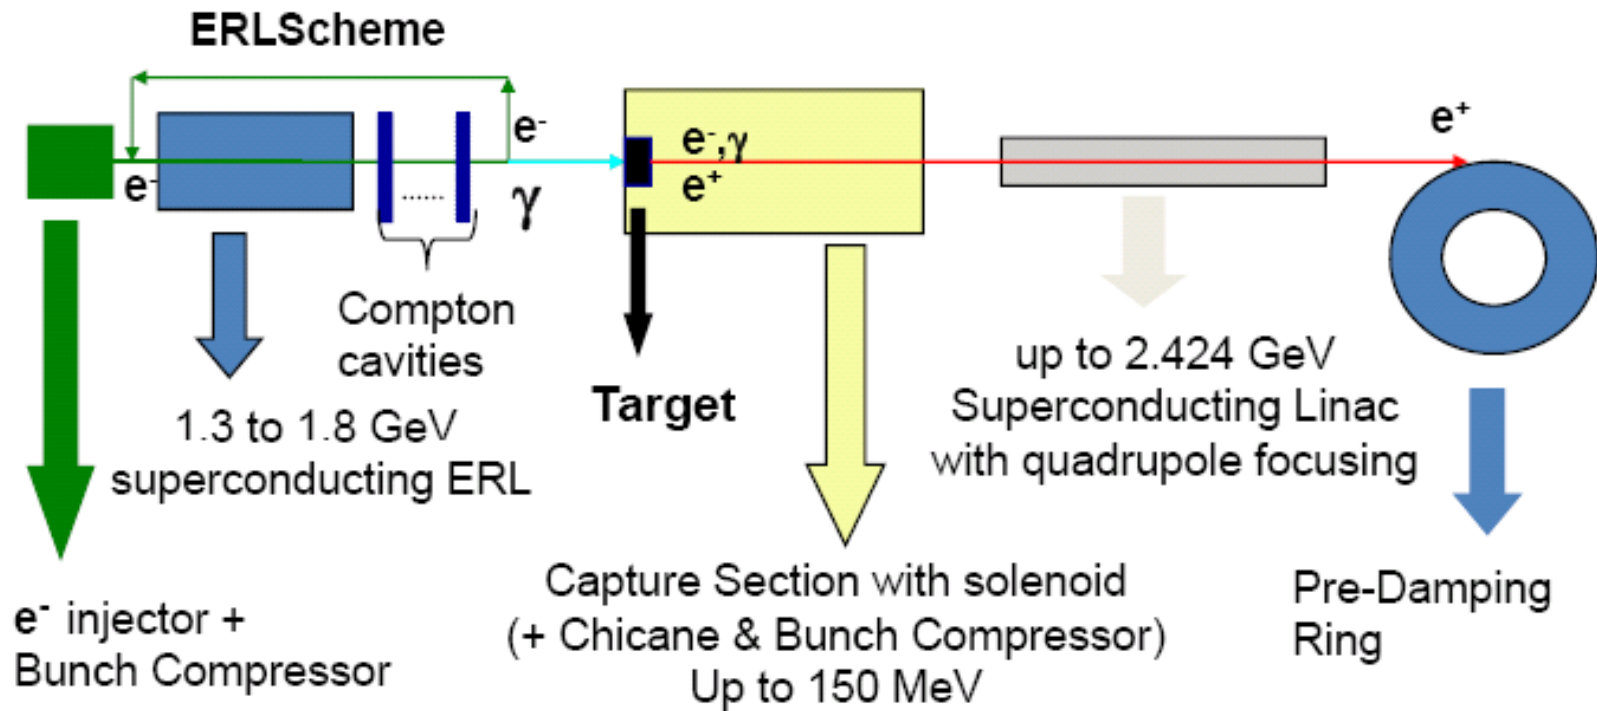 ERLScheme
e-
e-
γ
......
e-,γ
e+
e+
Compton
cavities
Target
1.3 to 1.8 GeV
superconducting ERL
up to 2.424 GeV
Superconducting Linac
with quadrupole focusing
e- injector +
Bunch Compressor
Capture Section with solenoid
(+ Chicane & Bunch Compressor)
Up to 150 MeV
Pre-Damping
Ring